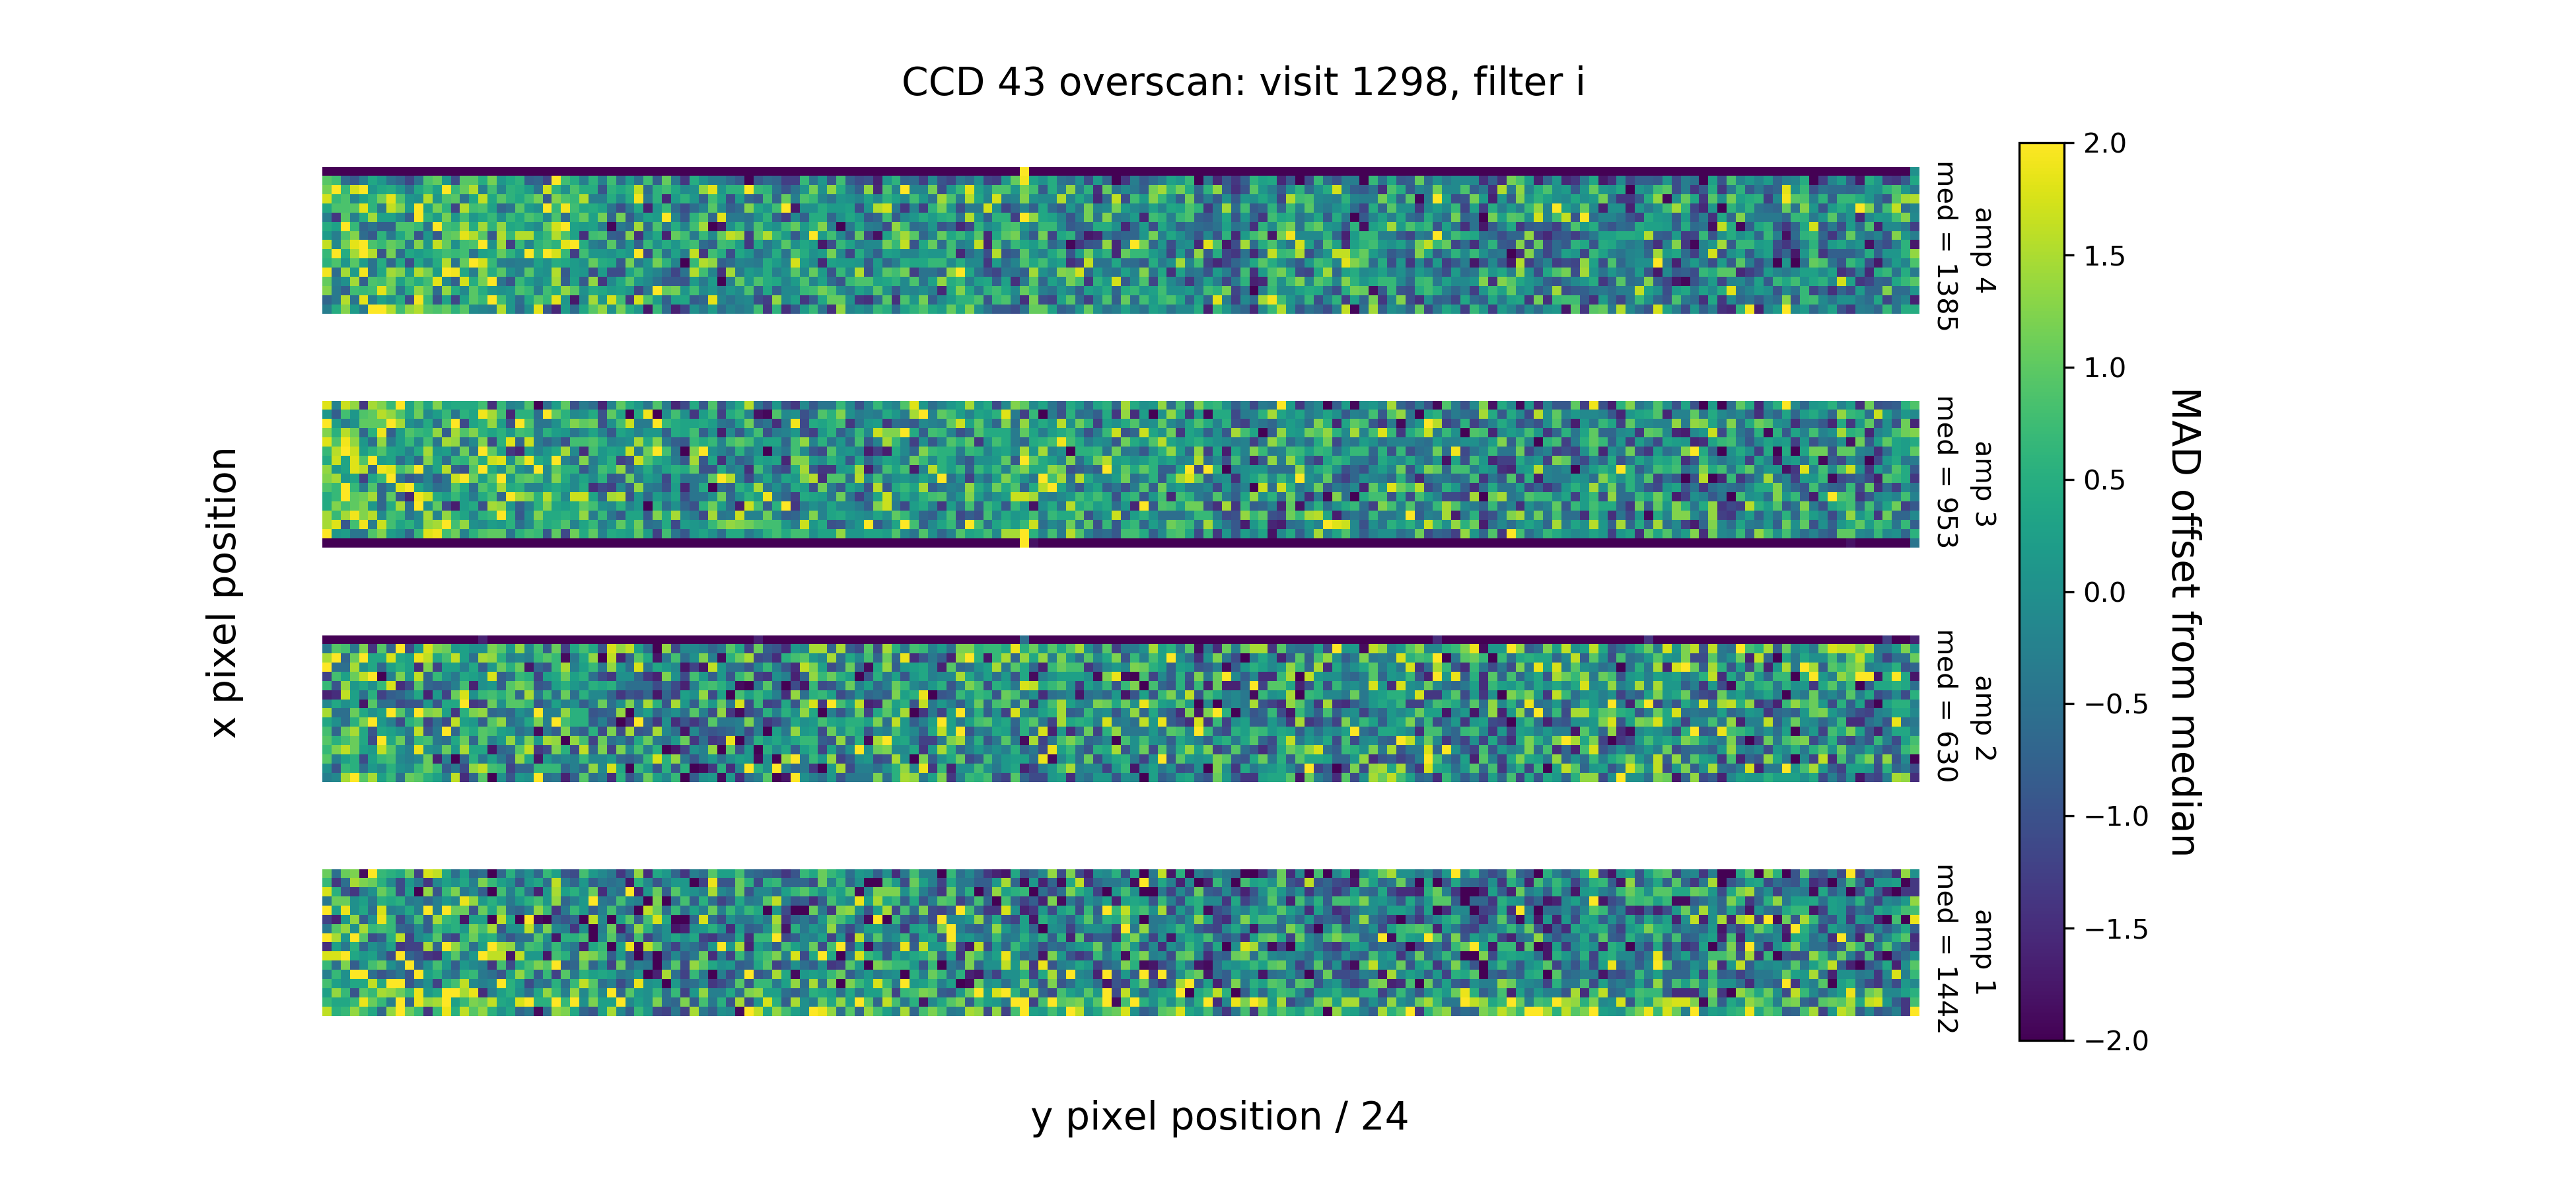 CCD 43 overscan: visit 1298, filter i
x pixel position
amp 4
med = 1385
amp 3
med = 953
amp 2
med = 630
amp 1
med = 1442
y pixel position / 24
2.0
1.5
1.0
0.5
0.0
−0.5
−1.0
−1.5
−2.0
MAD offset from median